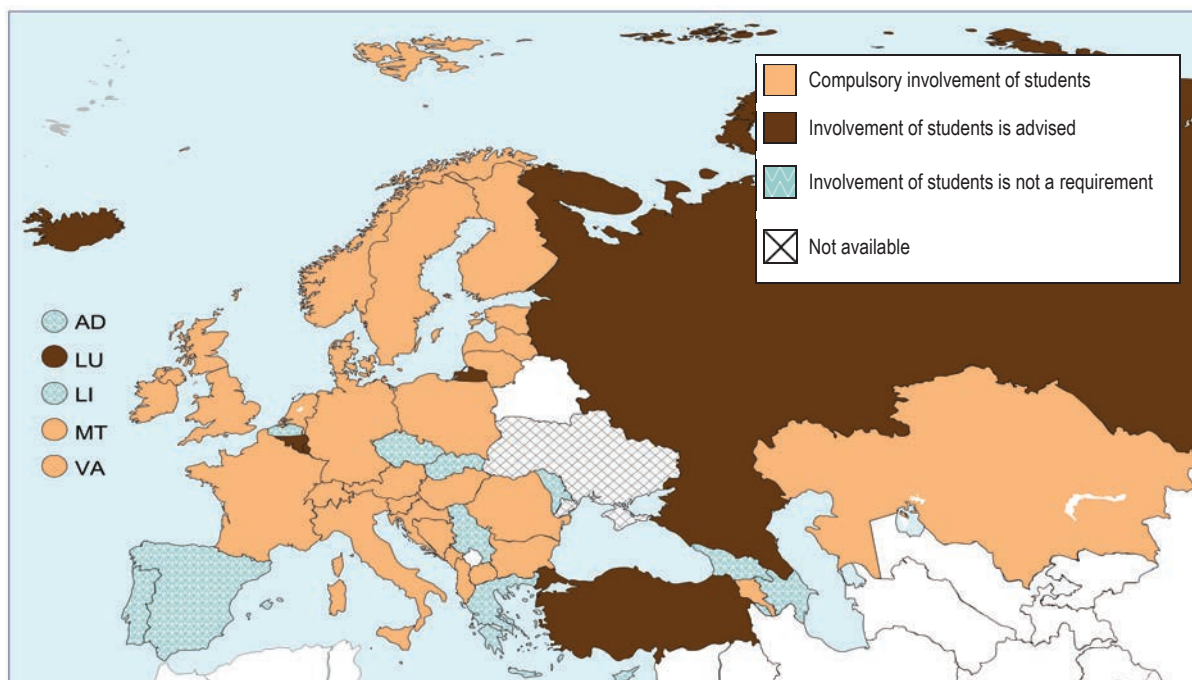 Compulsory involvement of students
Involvement of students is advised
Involvement of students is not a requirement
Not available
AD
LU
LI
MT
VA